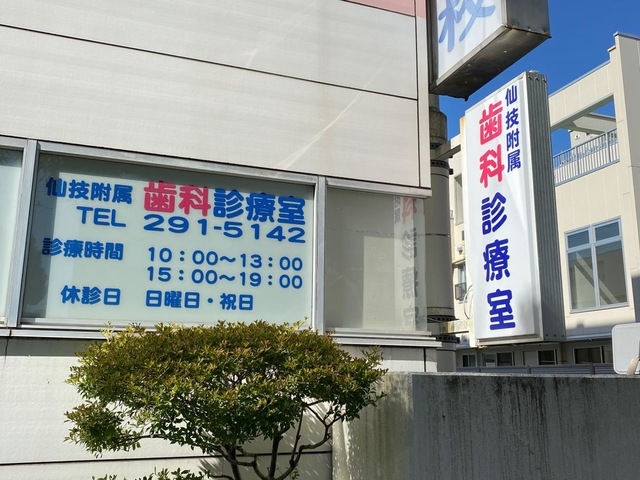 仙技附属 歯科診療室
TEL 291-5142
診療時間 10：00～13：00
15：00～19：00
休診日 日曜日・祝日
校
仙技附属
歯科診療室